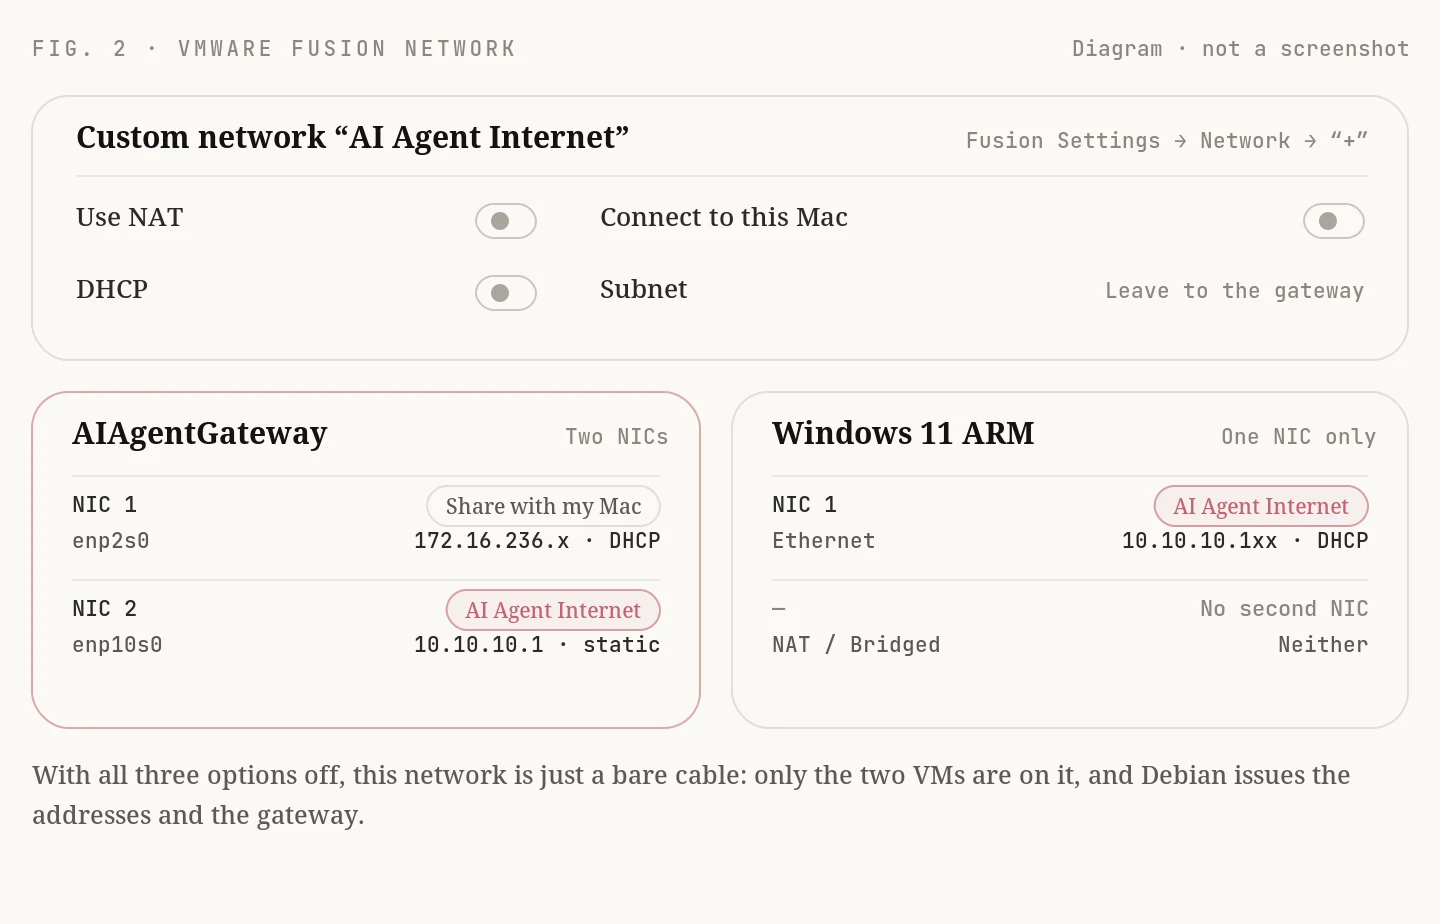 FIG. 2 · VMWARE FUSION NETWORK
Diagram · not a screenshot
Custom network “AI Agent Internet”
Fusion Settings → Network → “+”
Use NAT
Connect to this Mac
DHCP
Subnet
Leave to the gateway
AIAgentGateway
Two NICs
NIC 1
Share with my Mac
enp2s0
172.16.236.x · DHCP
NIC 2
AI Agent Internet
enp10s0
10.10.10.1 · static
Windows 11 ARM
One NIC only
NIC 1
AI Agent Internet
Ethernet
10.10.10.1xx · DHCP
—
No second NIC
NAT / Bridged
Neither
With all three options off, this network is just a bare cable: only the two VMs are on it, and Debian issues the
addresses and the gateway.